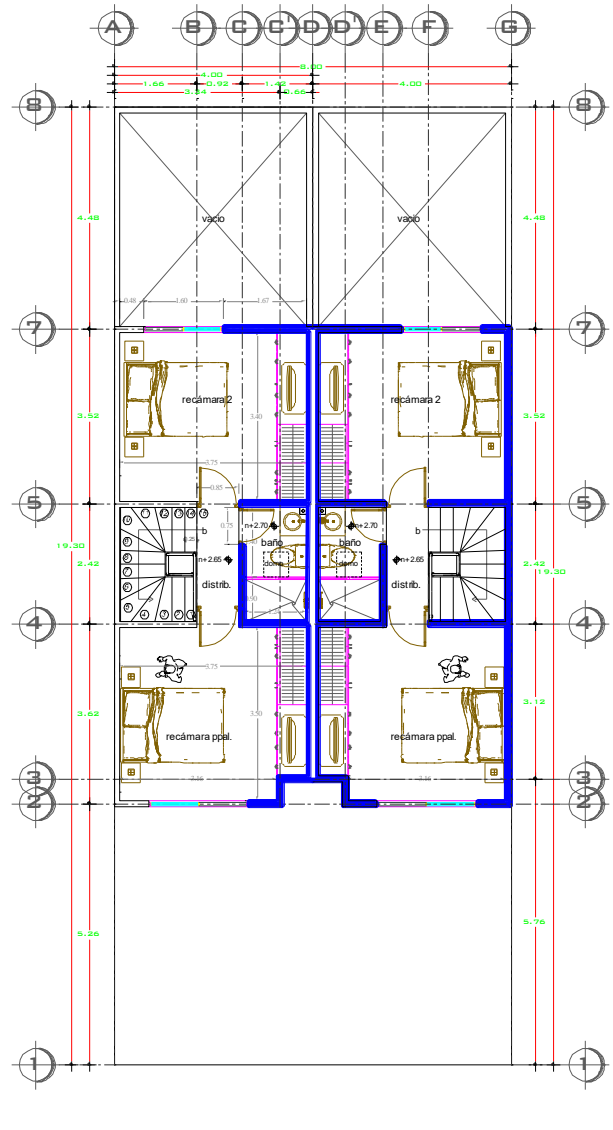 A B C C' D D' E F G
8.00
4.00 4.00
1.66 0.92 1.42
0.66
8 8
4.48 vacio vacio 4.48
0.48 1.60 1.67
7 7
recámara 2 recámara 2
3.52 3.40 3.52
3.75
0.85
5 5
b n+2.70 n+2.70 b
0.75
baño baño
19.30 2.42 n+2.65 domo domo n+2.65 2.42 19.30
distrib. distrib.
4 4
3.75
3.62 3.50 3.12
recámara ppal. recámara ppal.
3 3
2 2
5.26 5.76
1 1